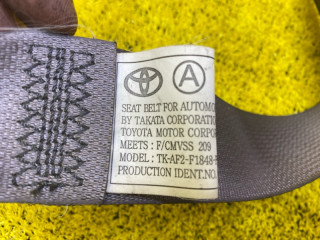 A
SEAT BELT FOR AUTOMO
BY TAKATA CORPORATI
TOYOTA MOTOR CORPOR
MEETS : F/CMVSS 209
MODEL : TK-AF2-F1848-
PRODUCTION IDENT.NO.